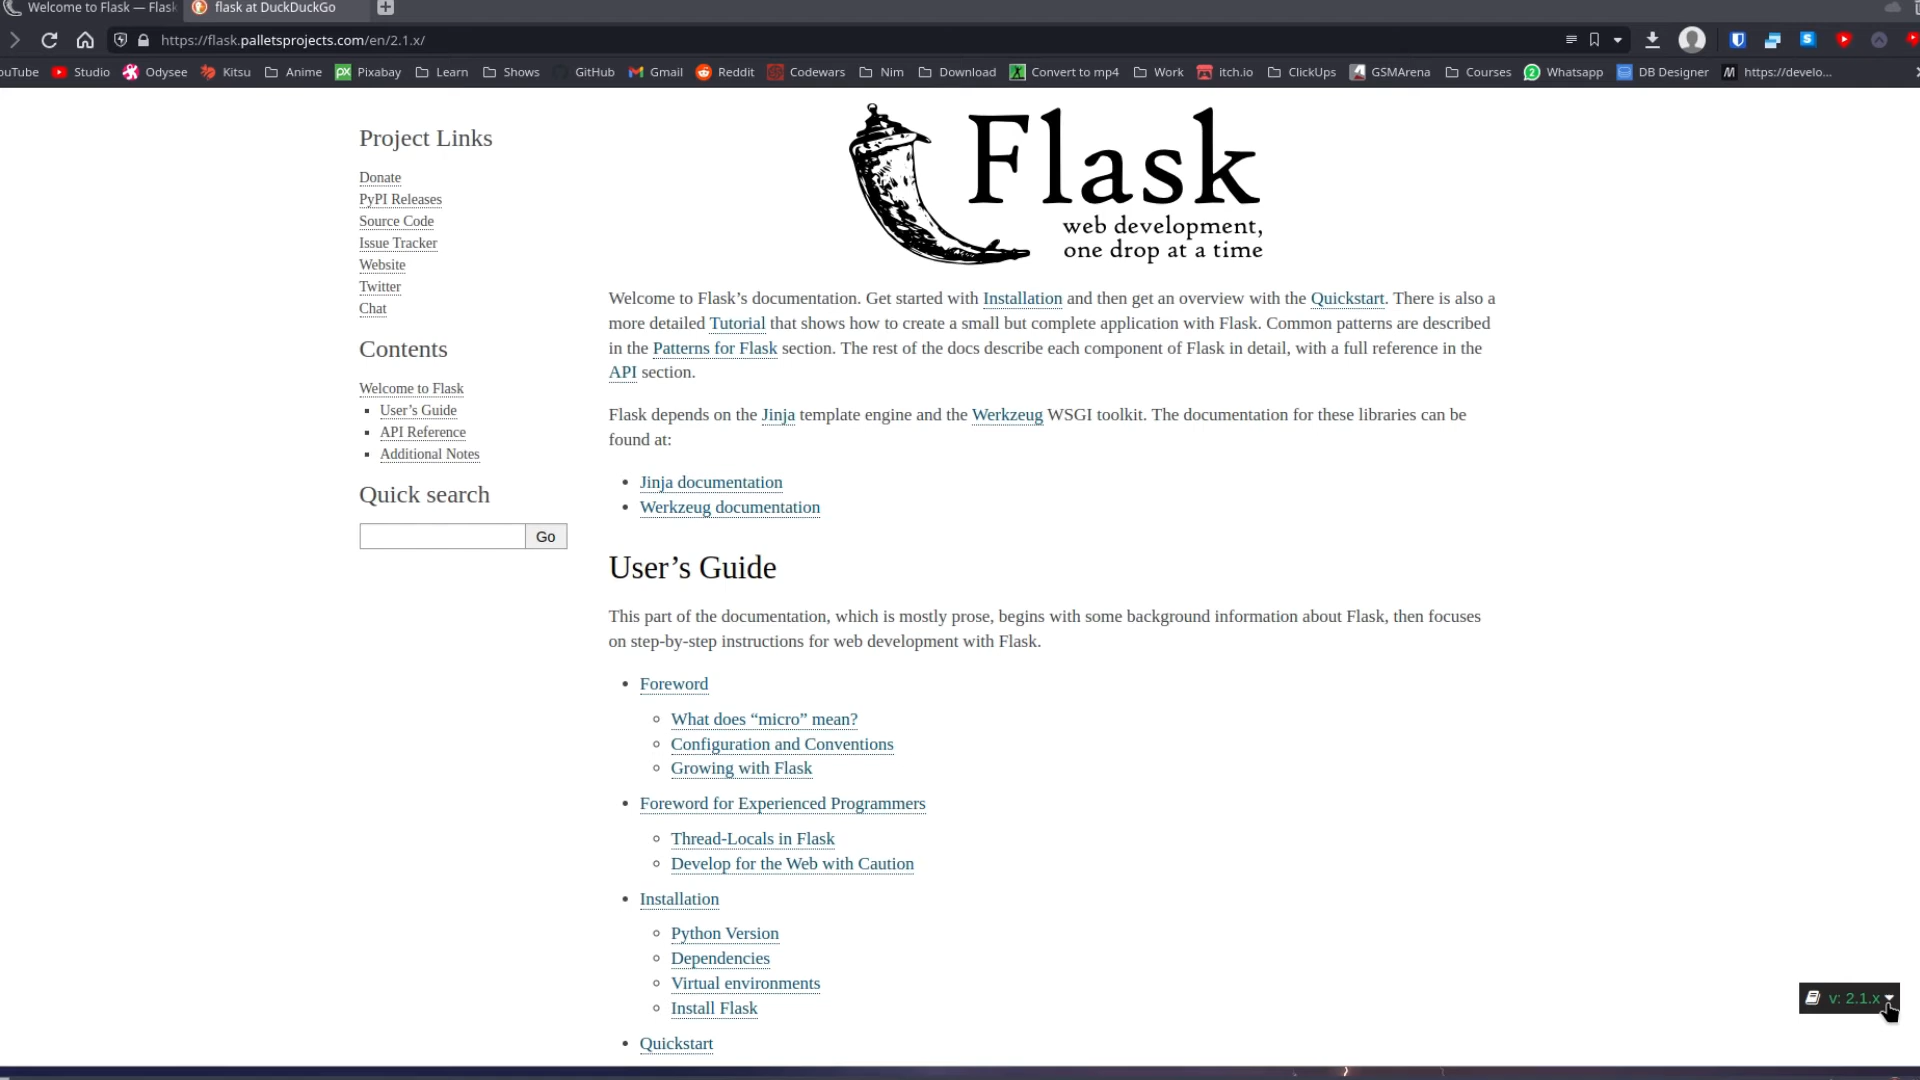 Welcome to Flask — Flask
flask at DuckDuckGo
https://flask.palletsprojects.com/en/2.1.x/
ouTube
Studio
Odysee
Kitsu
Anime
Pixabay
Learn
Shows
GitHub
Gmail
Reddit
Codewars
Nim
Download
Convert to mp4
Work
itch.io
ClickUps
GSMArena
Courses
Whatsapp
DB Designer
https://develo...
Project Links
Donate
PyPI Releases
Source Code
Issue Tracker
Website
Twitter
Chat
Contents
Welcome to Flask
User’s Guide
API Reference
Additional Notes
Quick search
Go
Flask
web development,
one drop at a time
Welcome to Flask’s documentation. Get started with Installation and then get an overview with the Quickstart. There is also a
more detailed Tutorial that shows how to create a small but complete application with Flask. Common patterns are described
in the Patterns for Flask section. The rest of the docs describe each component of Flask in detail, with a full reference in the
API section.
Flask depends on the Jinja template engine and the Werkzeug WSGI toolkit. The documentation for these libraries can be
found at:
Jinja documentation
Werkzeug documentation
User’s Guide
This part of the documentation, which is mostly prose, begins with some background information about Flask, then focuses
on step-by-step instructions for web development with Flask.
Foreword
What does “micro” mean?
Configuration and Conventions
Growing with Flask
Foreword for Experienced Programmers
Thread-Locals in Flask
Develop for the Web with Caution
Installation
Python Version
Dependencies
Virtual environments
Install Flask
Quickstart
v: 2.1.x